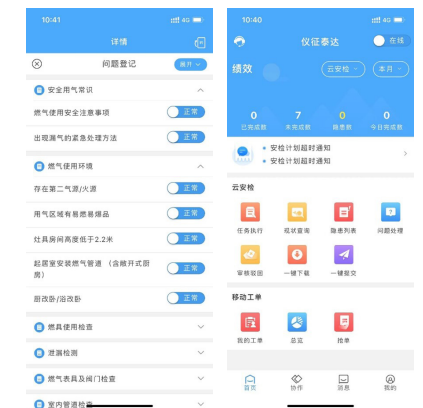 10:41
4G
详情
问题登记
展开
安全用气常识
燃气使用安全注意事项
正常
出现漏气的紧急处理方法
正常
燃气使用环境
存在第二气源/火源
正常
用气区域有易燃易爆品
正常
灶具房间高度低于2.2米
正常
起居室安装燃气管道 （含敞开式厨房）
正常
厨改卧/浴改卧
正常
燃具使用检查
泄漏检测
燃气表具及阀门检查
室内管道检查
10:40
4G
仪征泰达
在线
绩效
云安检
本月
0
7
0
0
已完成数
未完成数
隐患数
今日完成数
安检计划超时通知
安检计划超时通知
云安检
任务执行
现状查询
隐患列表
问题处理
审核驳回
一键下载
一键提交
移动工单
我的工单
总览
抢单
首页
协作
消息
我的